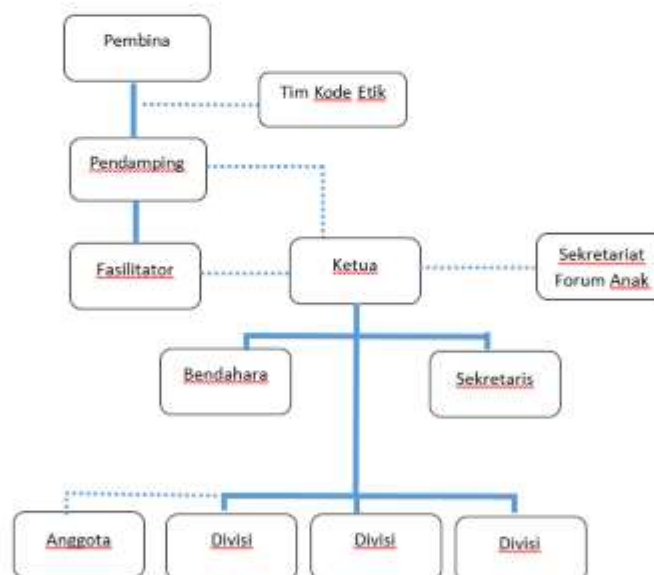 Pembina
Tim Kode Etik
Pendamping
Fasilitator
Ketua
Sekretariat
Forum Anak
Bendahara
Sekretaris
Anggota
Divisi
Divisi
Divisi